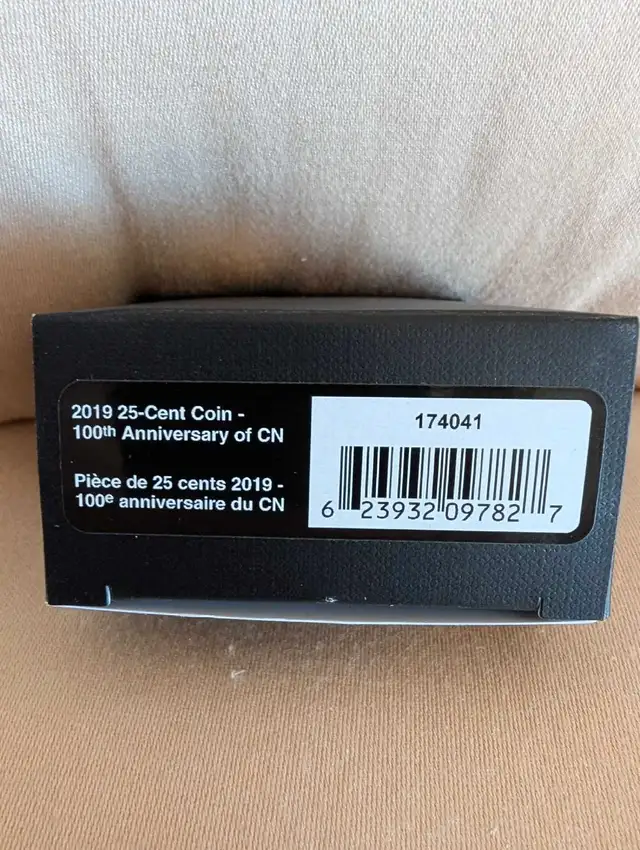 2019 25-Cent Coin -
100th Anniversary of CN
Pièce de 25 cents 2019 -
100e anniversaire du CN
174041
6 23932 09782 7